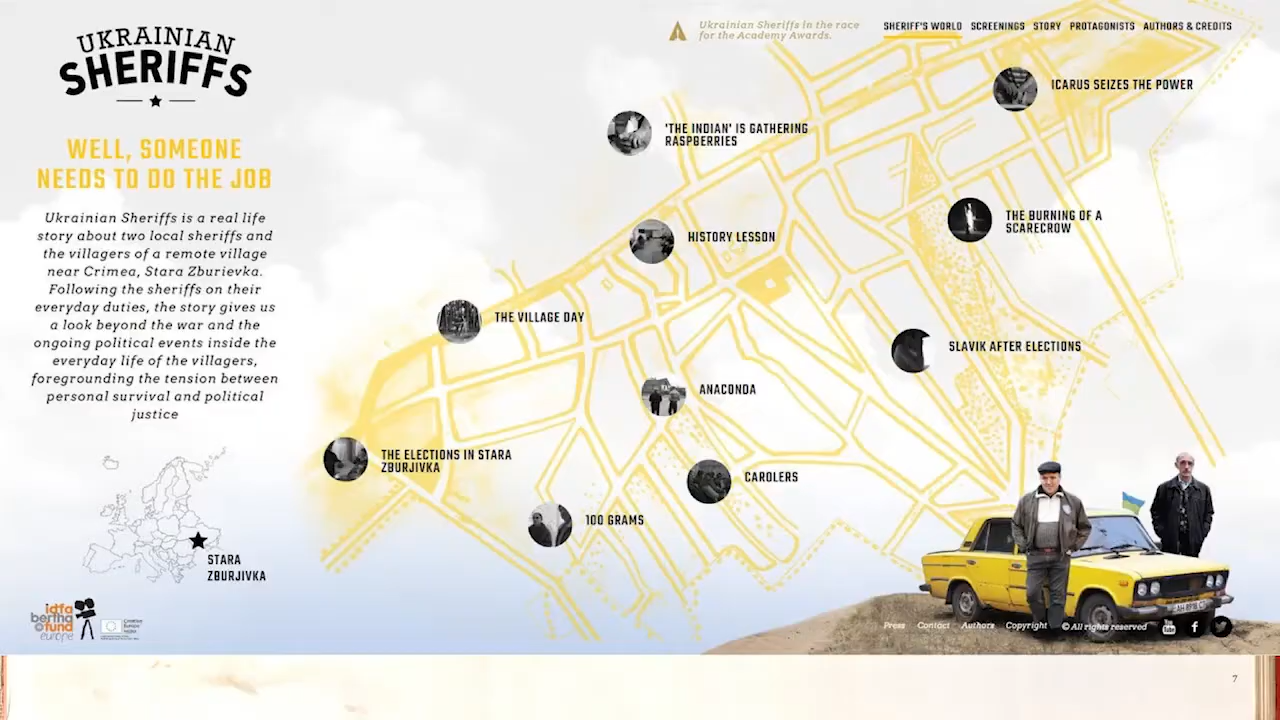 UKRAINIAN
SHERIFFS
Ukrainian Sheriffs in the race
for the Academy Awards.
SHERIFF'S WORLD SCREENINGS STORY PROTAGONISTS AUTHORS & CREDITS
WELL, SOMEONE
NEEDS TO DO THE JOB
Ukrainian Sheriffs is a real life
story about two local sheriffs and
the villagers of a remote village
near Crimea, Stara Zburievka.
Following the sheriffs on their
everyday duties, the story gives us
a look beyond the war and the
ongoing political events inside the
everyday life of the villagers,
foregrounding the tension between
personal survival and political
justice
STARA
ZBURJIVKA
idfa
bertha
fund
europe
Creative
Europe
ICARUS SEIZES THE POWER
'THE INDIAN' IS GATHERING
RASPBERRIES
THE BURNING OF A
SCARECROW
HISTORY LESSON
THE VILLAGE DAY
SLAVIK AFTER ELECTIONS
ANACONDA
THE ELECTIONS IN STARA
ZBURJIVKA
CAROLERS
100 GRAMS
Press Contact Authors Copyright © All rights reserved You Tube
7